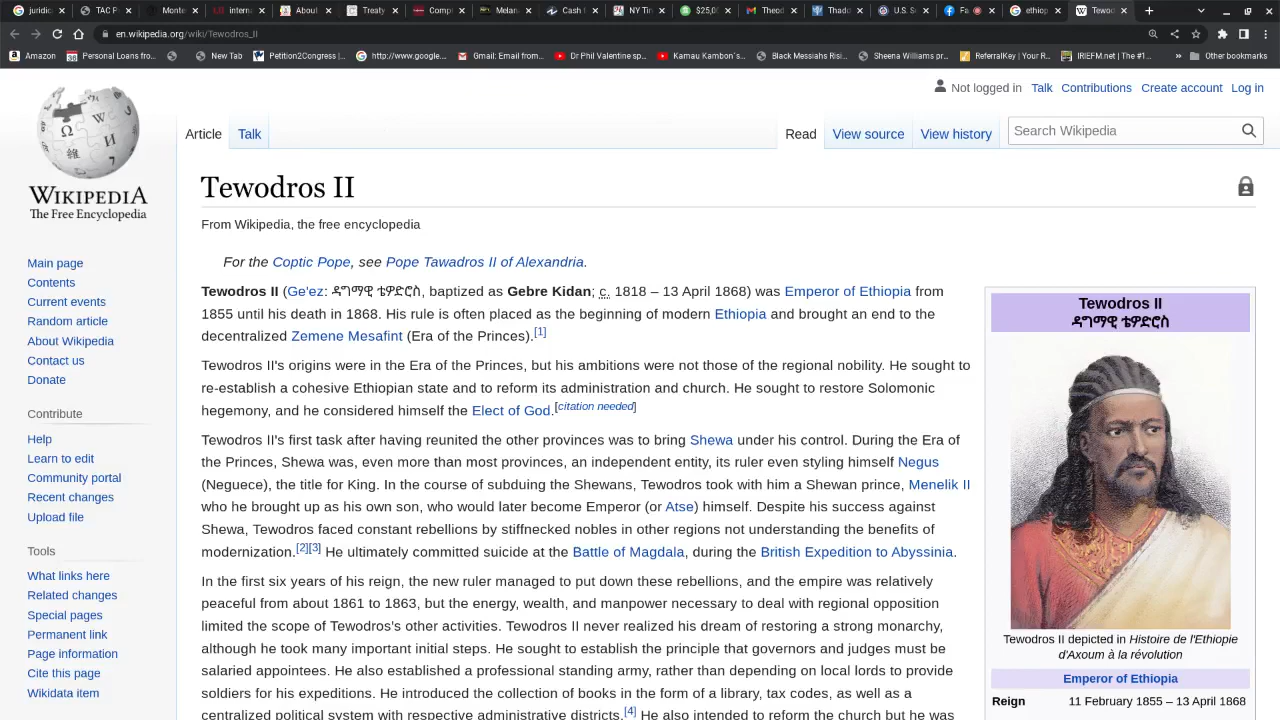 juridic
TAC P
Monte
interna
About
Treaty
Comp
Melan
Cash I
NY Tin
$25,00
Theod
Thadd
U.S. Se
Fa
ethiop
Tewod
en.wikipedia.org/wiki/Tewodros_II
Amazon Personal Loans fro... New Tab Petition2Congress |... http://www.google.... Gmail: Email from... Dr Phil Valentine sp... Kamau Kambon`s... Black Messiahs Risi... Sheena Williams pr... ReferralKey | Your R... IRIEFM.net | The #1... » Other bookmarks
Not logged in Talk Contributions Create account Log in
Article Talk Read View source View history Search Wikipedia
WIKIPEDIA
The Free Encyclopedia
Main page
Contents
Current events
Random article
About Wikipedia
Contact us
Donate
Contribute
Help
Learn to edit
Community portal
Recent changes
Upload file
Tools
What links here
Related changes
Special pages
Permanent link
Page information
Cite this page
Wikidata item
Tewodros II
From Wikipedia, the free encyclopedia
For the Coptic Pope, see Pope Tawadros II of Alexandria.
Tewodros II (Ge'ez: ዳግማዊ ቴዎድሮስ, baptized as Gebre Kidan; c. 1818 – 13 April 1868) was Emperor of Ethiopia from
1855 until his death in 1868. His rule is often placed as the beginning of modern Ethiopia and brought an end to the
decentralized Zemene Mesafint (Era of the Princes).[1]
Tewodros II's origins were in the Era of the Princes, but his ambitions were not those of the regional nobility. He sought to
re-establish a cohesive Ethiopian state and to reform its administration and church. He sought to restore Solomonic
hegemony, and he considered himself the Elect of God.[citation needed]
Tewodros II's first task after having reunited the other provinces was to bring Shewa under his control. During the Era of
the Princes, Shewa was, even more than most provinces, an independent entity, its ruler even styling himself Negus
(Neguece), the title for King. In the course of subduing the Shewans, Tewodros took with him a Shewan prince, Menelik II
who he brought up as his own son, who would later become Emperor (or Atse) himself. Despite his success against
Shewa, Tewodros faced constant rebellions by stiffnecked nobles in other regions not understanding the benefits of
modernization.[2][3] He ultimately committed suicide at the Battle of Magdala, during the British Expedition to Abyssinia.
In the first six years of his reign, the new ruler managed to put down these rebellions, and the empire was relatively
peaceful from about 1861 to 1863, but the energy, wealth, and manpower necessary to deal with regional opposition
limited the scope of Tewodros's other activities. Tewodros II never realized his dream of restoring a strong monarchy,
although he took many important initial steps. He sought to establish the principle that governors and judges must be
salaried appointees. He also established a professional standing army, rather than depending on local lords to provide
soldiers for his expeditions. He introduced the collection of books in the form of a library, tax codes, as well as a
centralized political system with respective administrative districts.[4] He also intended to reform the church but he was
Tewodros II
ዳግማዊ ቴዎድሮስ
Tewodros II depicted in Histoire de l'Ethiopie
d'Axoum à la révolution
Emperor of Ethiopia
Reign 11 February 1855 – 13 April 1868